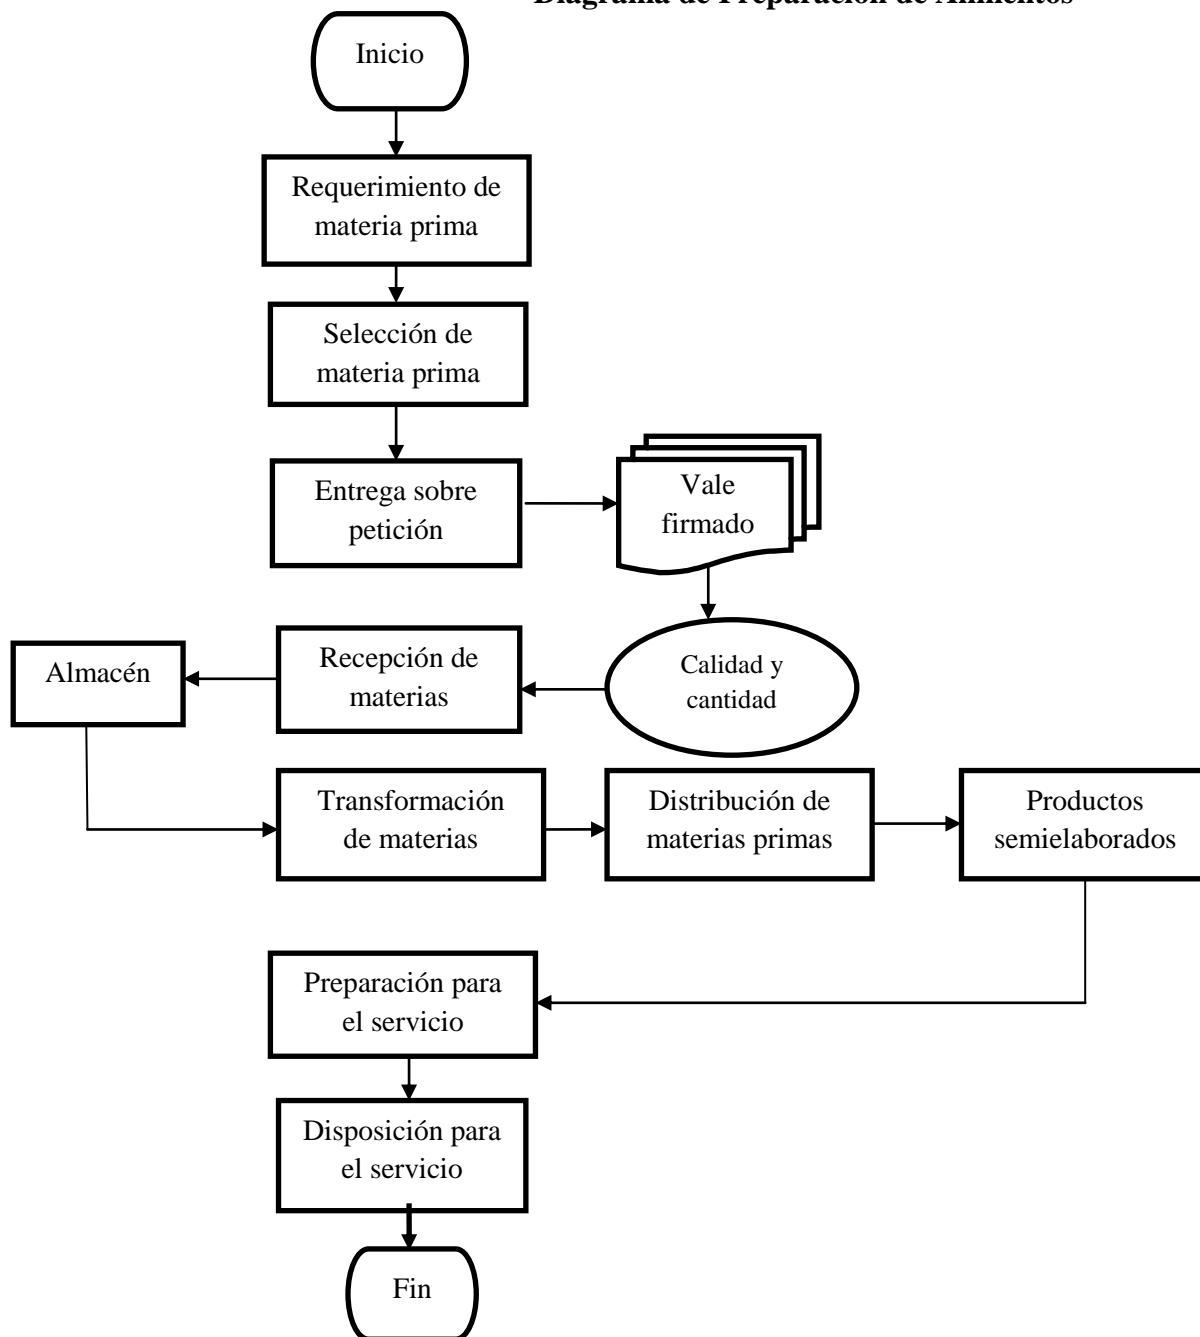 Diagrama de Preparación de Alimentos
Inicio
Requerimiento de
materia prima
Selección de
materia prima
Entrega sobre
petición
Vale
firmado
Calidad y
cantidad
Recepción de
materias
Almacén
Transformación
de materias
Distribución de
materias primas
Productos
semielaborados
Preparación para
el servicio
Disposición para
el servicio
Fin